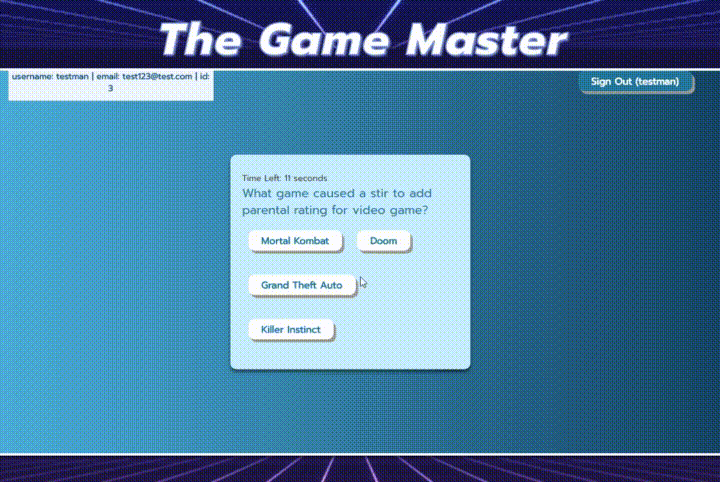 The Game Master
username: testman | email: test123@test.com | id:
3
Sign Out (testman)
Time Left: 11 seconds
What game caused a stir to add
parental rating for video game?
Mortal Kombat
Doom
Grand Theft Auto
Killer Instinct